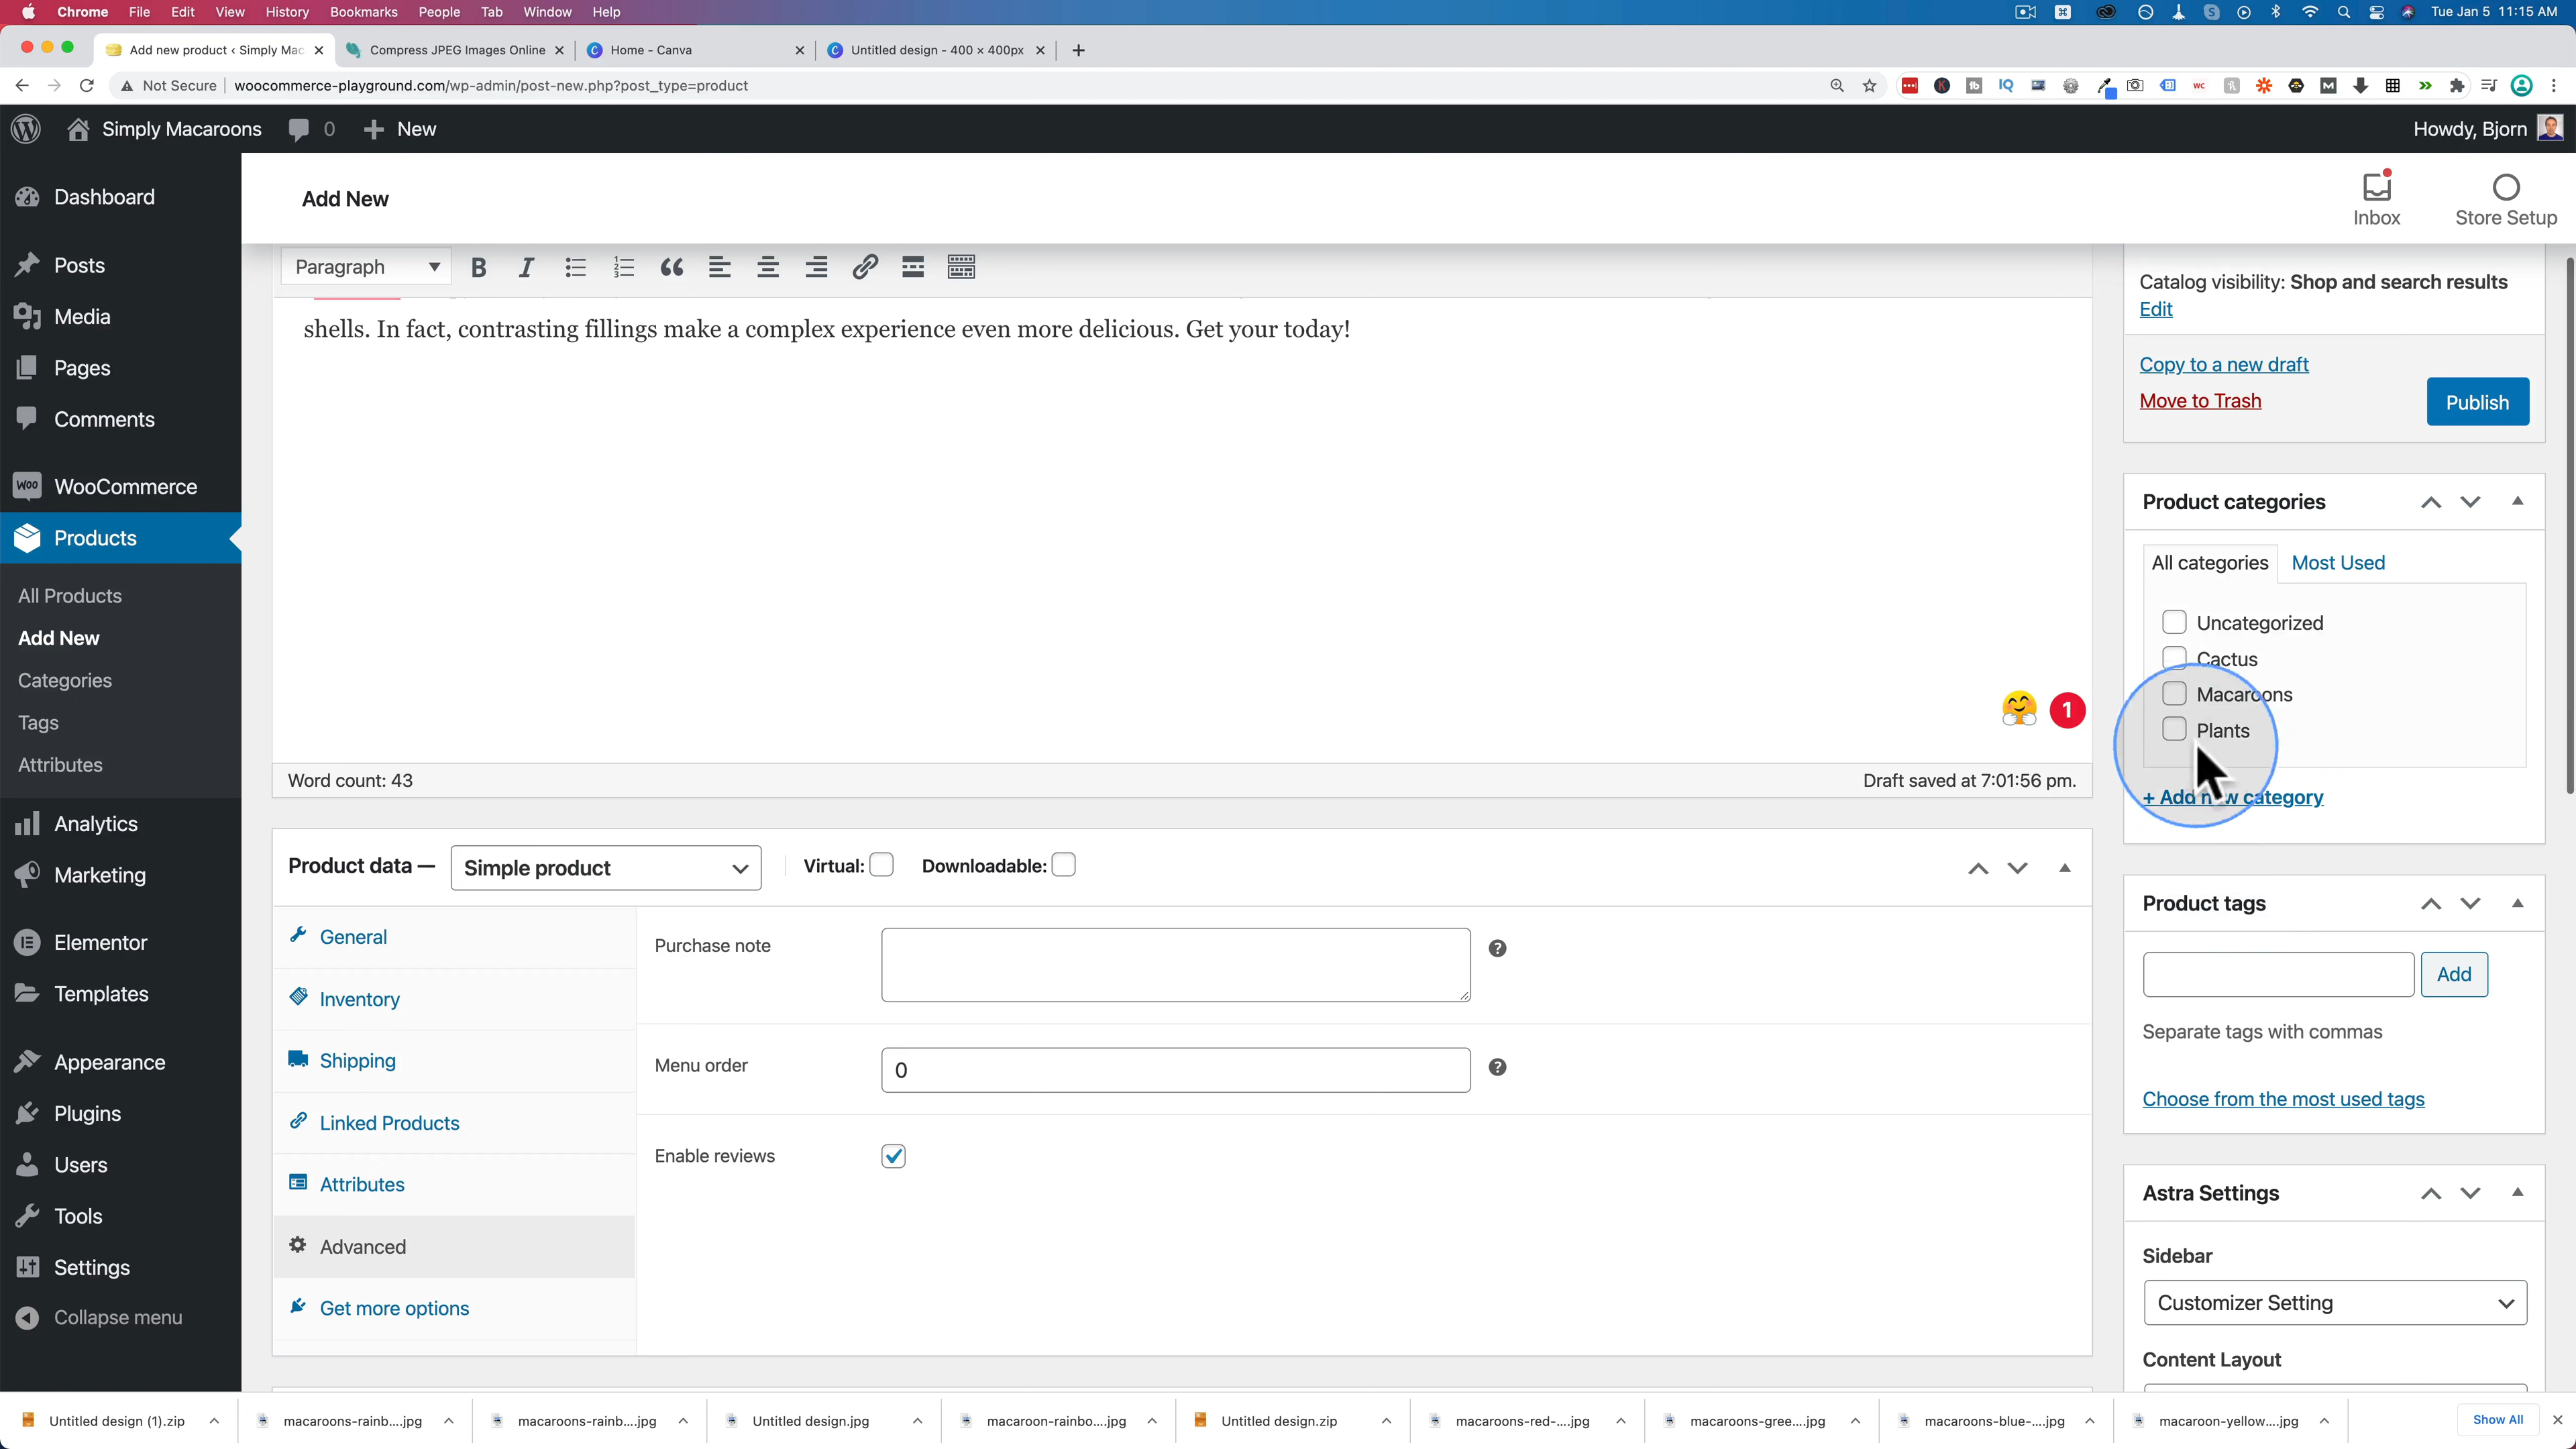 Chrome File Edit View History Bookmarks People Tab Window Help Tue Jan 5 11:15 AM
Add new product ‹ Simply Mac Compress JPEG Images Online Home - Canva Untitled design - 400 × 400px
Not Secure woocommerce-playground.com/wp-admin/post-new.php?post_type=product
Simply Macaroons 0 New Howdy, Bjorn
Add New
Inbox
Store Setup
Dashboard
Posts
Media
Pages
Comments
WooCommerce
Products
All Products
Add New
Categories
Tags
Attributes
Analytics
Marketing
Elementor
Templates
Appearance
Plugins
Users
Tools
Settings
Collapse menu
Paragraph
shells. In fact, contrasting fillings make a complex experience even more delicious. Get your today!
1
Word count: 43 Draft saved at 7:01:56 pm.
Product data — Simple product Virtual: Downloadable:
General
Inventory
Shipping
Linked Products
Attributes
Advanced
Get more options
Purchase note
Menu order 0
Enable reviews
Catalog visibility: Shop and search results
Edit
Copy to a new draft
Move to Trash
Publish
Product categories
All categories Most Used
Uncategorized
Cactus
Macaroons
Plants
+ Add new category
Product tags
Add
Separate tags with commas
Choose from the most used tags
Astra Settings
Sidebar
Customizer Setting
Content Layout
Untitled design (1).zip macaroons-rainb....jpg macaroons-rainb....jpg Untitled design.jpg macaroon-rainbo....jpg Untitled design.zip macaroons-red-....jpg macaroons-gree....jpg macaroons-blue-....jpg macaroon-yellow....jpg Show All